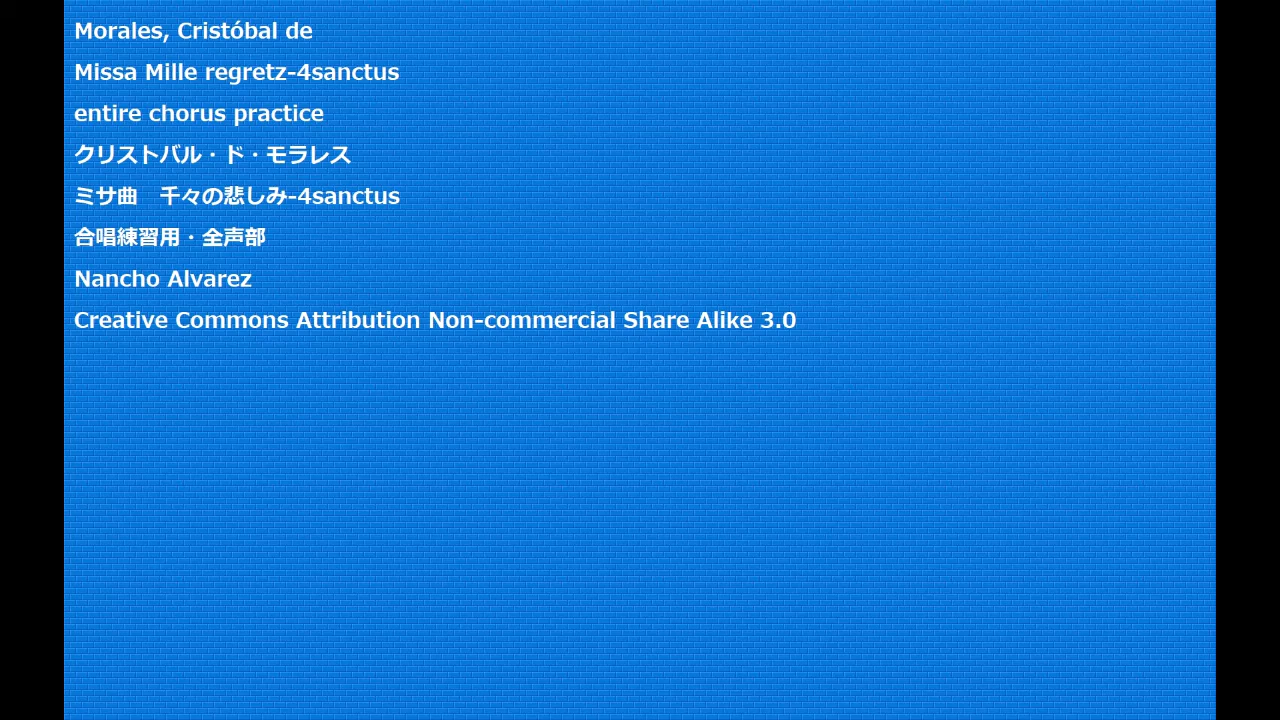 Morales, Cristóbal de
Missa Mille regretz-4sanctus
entire chorus practice
クリストバル・ド・モラレス
ミサ曲　千々の悲しみ-4sanctus
合唱練習用・全声部
Nancho Alvarez
Creative Commons Attribution Non-commercial Share Alike 3.0